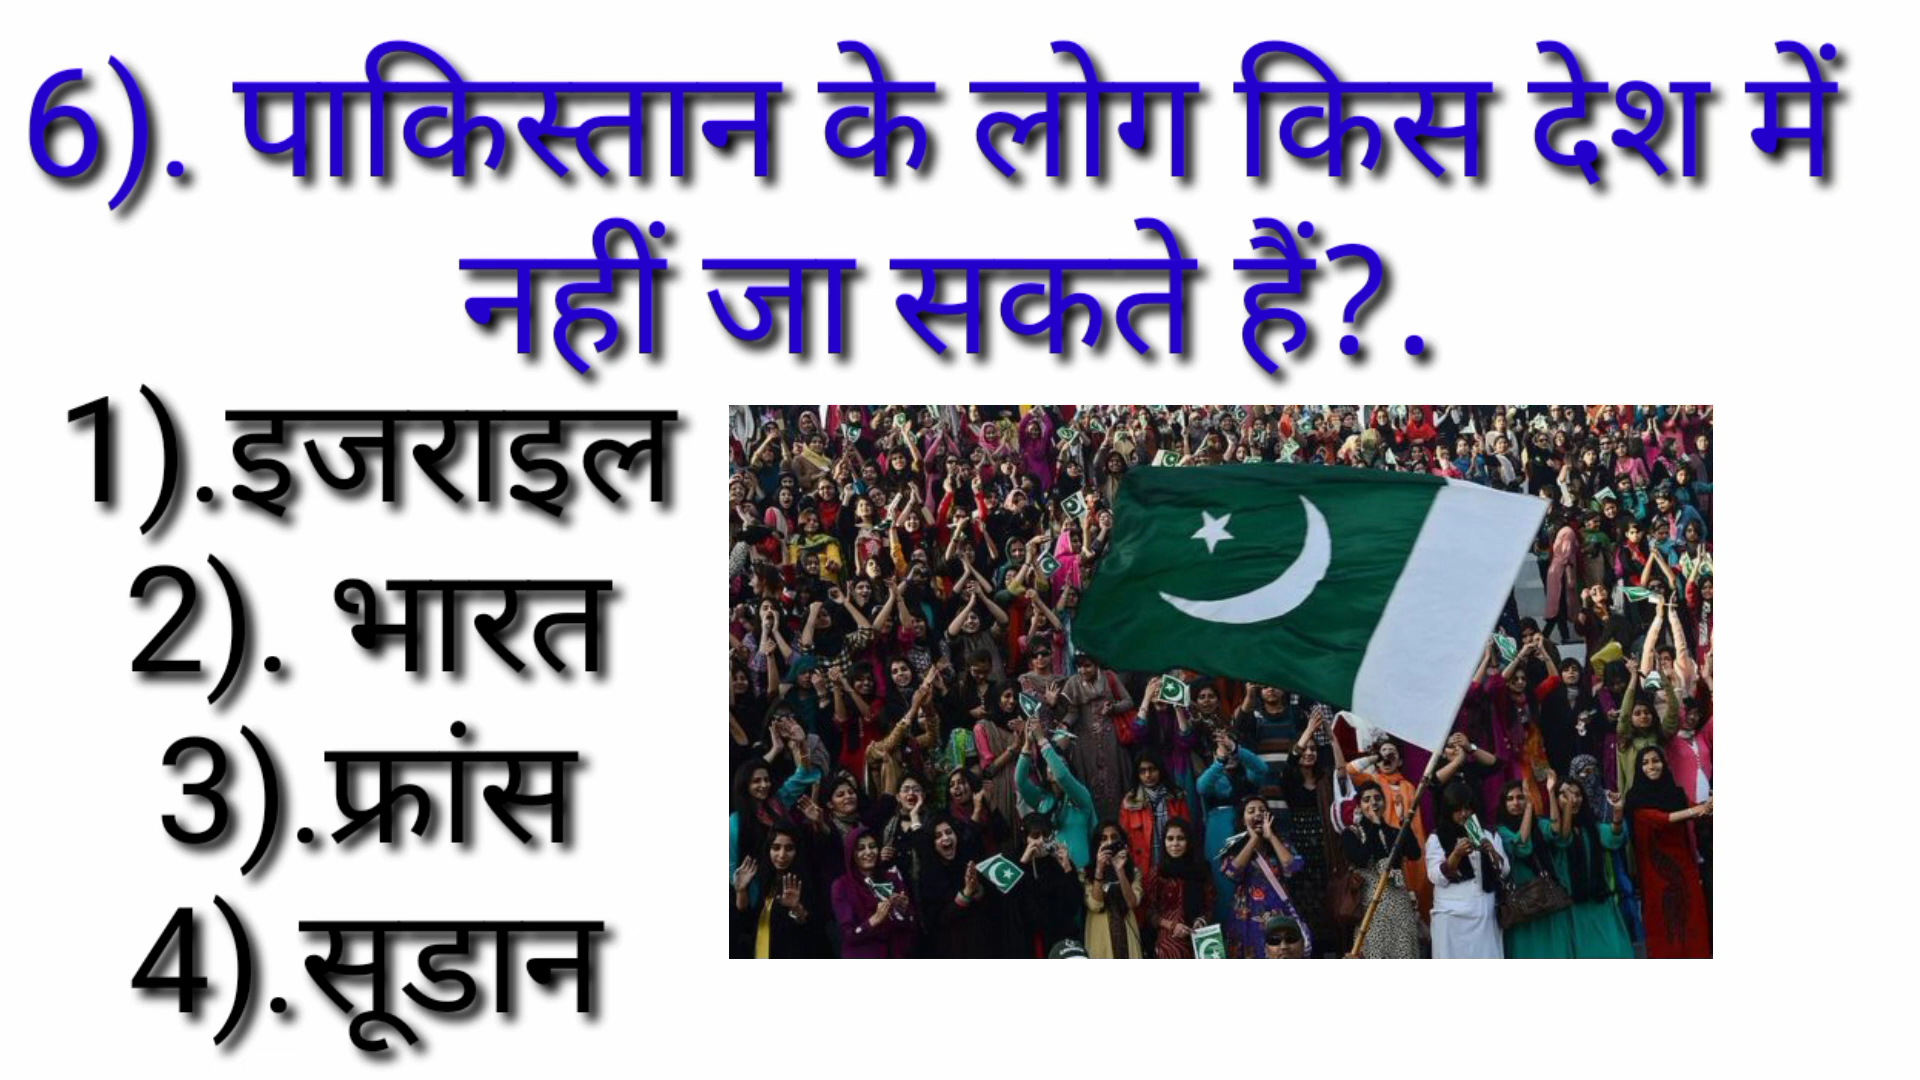 6). पाकिस्तान के लोग किस देश में
नहीं जा सकते हैं?.
1).इजराइल
2). भारत
3).फ्रांस
4).सूडान